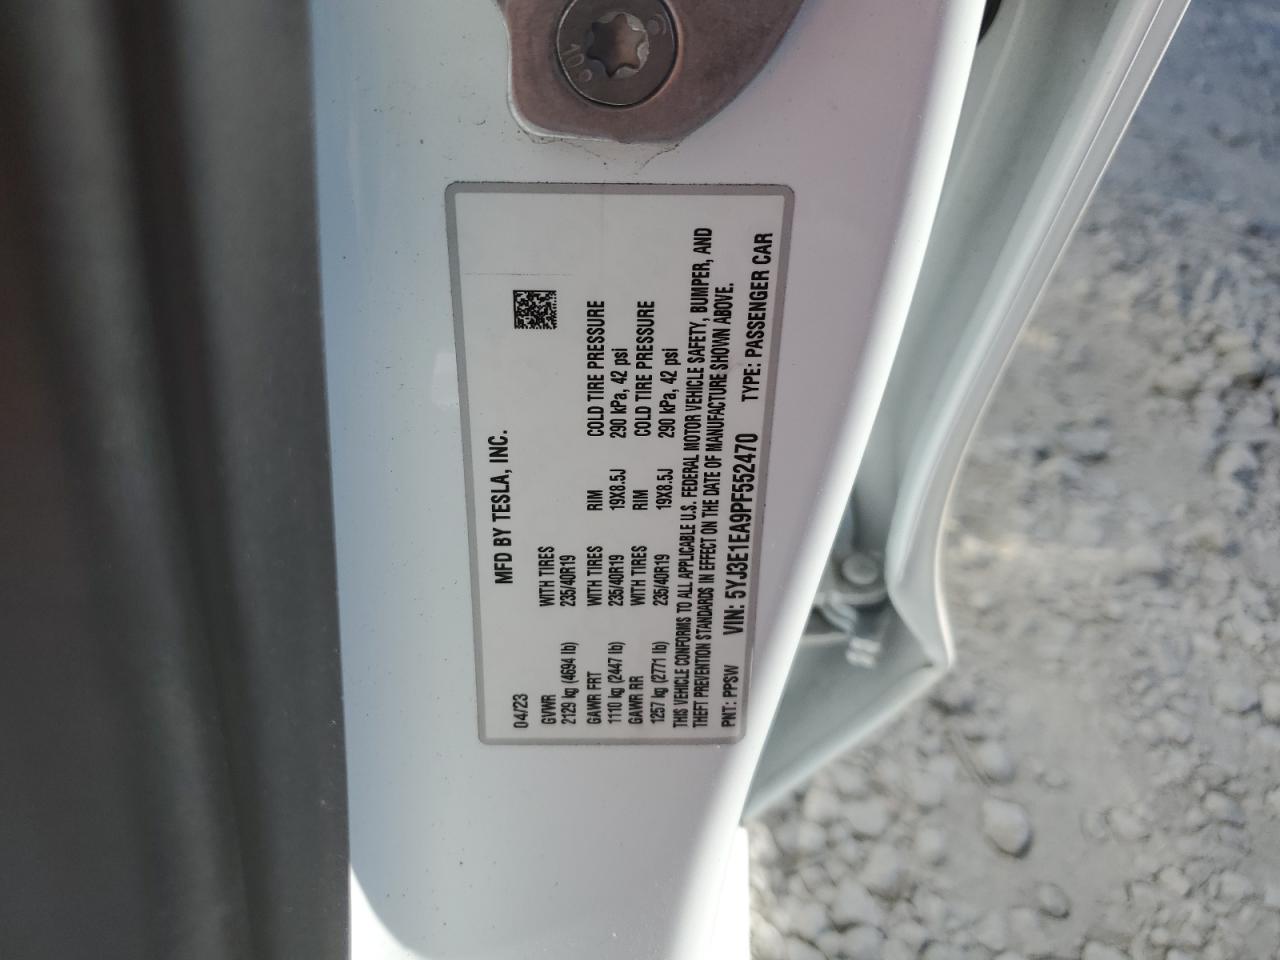 10.9
MFD BY TESLA, INC.
04/23
GVWR WITH TIRES
2129 kg (4694 lb) 235/40R19
GAWR FRT WITH TIRES RIM COLD TIRE PRESSURE
1110 kg (2447 lb) 235/40R19 19X8.5J 290 kPa, 42 psi
GAWR RR WITH TIRES RIM COLD TIRE PRESSURE
1257 kg (2771 lb) 235/40R19 19X8.5J 290 kPa, 42 psi
THIS VEHICLE CONFORMS TO ALL APPLICABLE U.S. FEDERAL MOTOR VEHICLE SAFETY, BUMPER, AND
THEFT PREVENTION STANDARDS IN EFFECT ON THE DATE OF MANUFACTURE SHOWN ABOVE.
PNT: PPSW VIN: 5YJ3E1EA9PF552470 TYPE: PASSENGER CAR